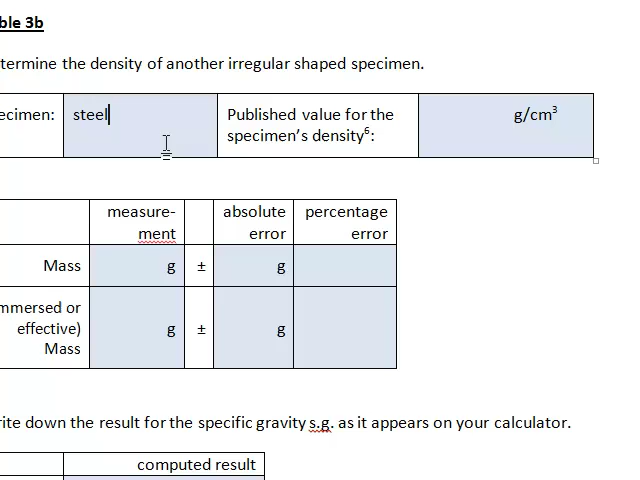 ble 3b
termine the density of another irregular shaped specimen.
ecimen: steel Published value for the specimen's density⁶: g/cm³
measure-ment absolute error percentage error
Mass g ± g
mmersed or effective) Mass g ± g
rite down the result for the specific gravity s.g. as it appears on your calculator.
computed result